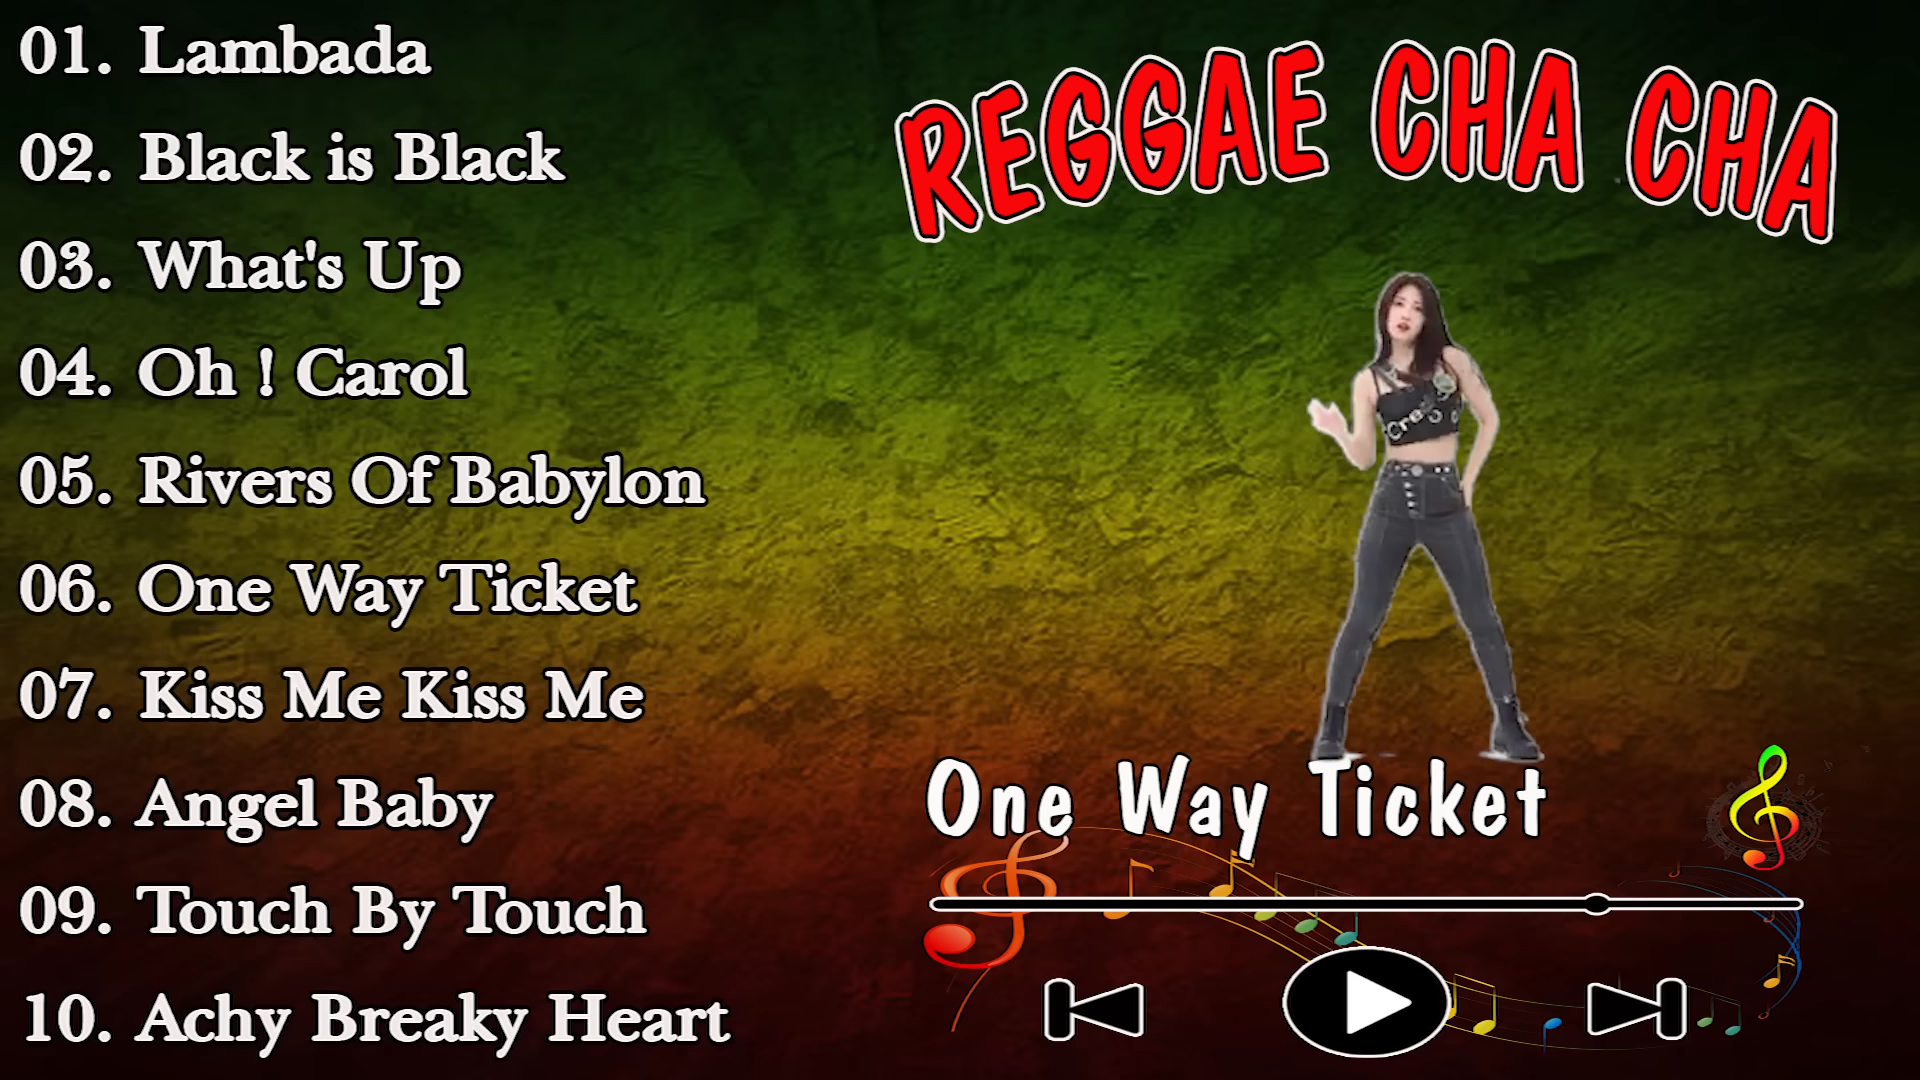 01. Lambada
02. Black is Black
03. What's Up
04. Oh ! Carol
05. Rivers Of Babylon
06. One Way Ticket
07. Kiss Me Kiss Me
08. Angel Baby
09. Touch By Touch
10. Achy Breaky Heart
REGGAE CHA CHA
One Way Ticket